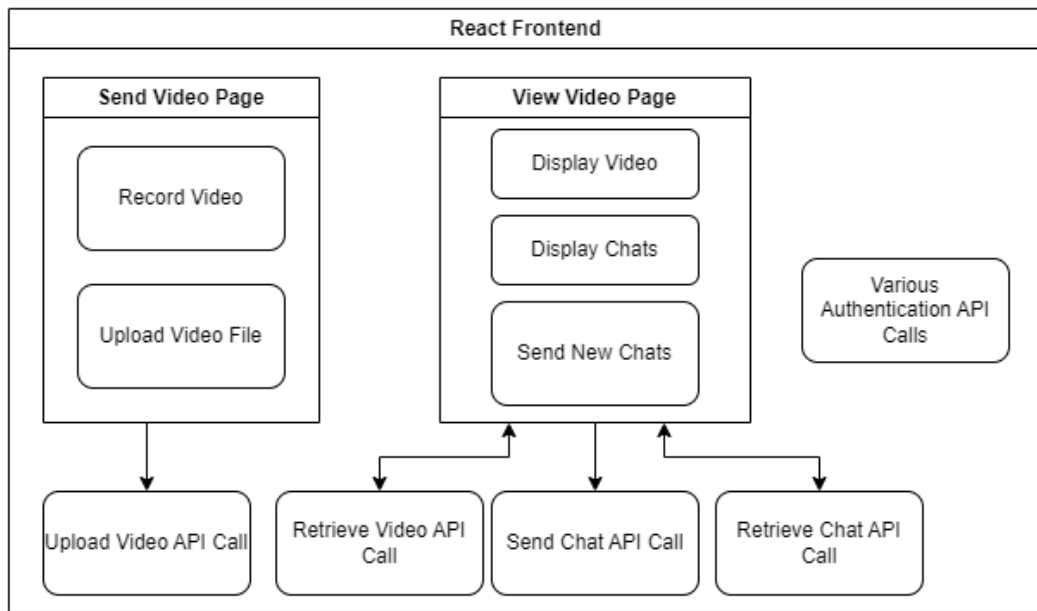 React Frontend
Send Video Page
Record Video
Upload Video File
View Video Page
Display Video
Display Chats
Send New Chats
Various
Authentication API
Calls
Upload Video API Call
Retrieve Video API
Call
Send Chat API Call
Retrieve Chat API
Call